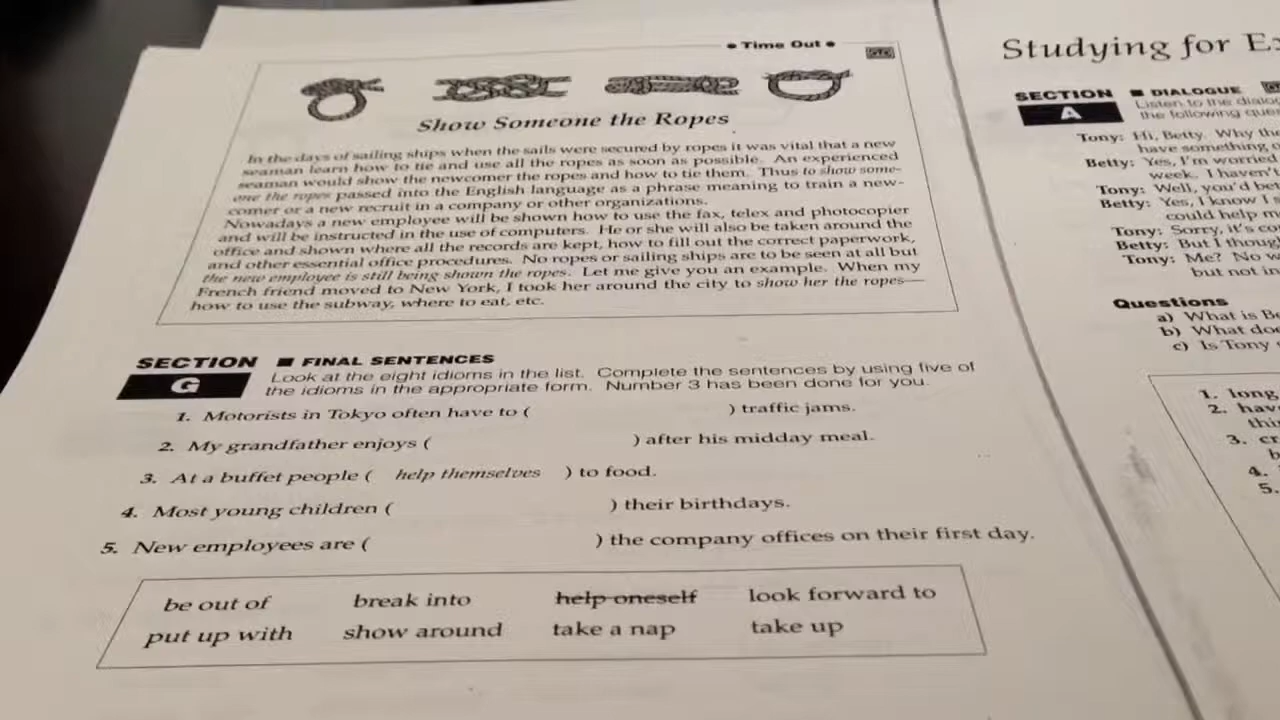 • Time Out •
Show Someone the Ropes
In the days of sailing ships when the sails were secured by ropes it was vital that a new
seaman learn how to tie and use all the ropes as soon as possible. An experienced
seaman would show the newcomer the ropes and how to tie them. Thus to show some-
one the ropes passed into the English language as a phrase meaning to train a new-
comer or a new recruit in a company or other organizations.
Nowadays a new employee will be shown how to use the fax, telex and photocopier
and will be instructed in the use of computers. He or she will also be taken around the
office and shown where all the records are kept, how to fill out the correct paperwork,
and other essential office procedures. No ropes or sailing ships are to be seen at all but
the new employee is still being shown the ropes. Let me give you an example. When my
French friend moved to New York, I took her around the city to show her the ropes—
how to use the subway, where to eat, etc.
SECTION ■ FINAL SENTENCES
G
Look at the eight idioms in the list. Complete the sentences by using five of
the idioms in the appropriate form. Number 3 has been done for you.
1. Motorists in Tokyo often have to ( ) traffic jams.
2. My grandfather enjoys ( ) after his midday meal.
3. At a buffet people ( help themselves ) to food.
4. Most young children ( ) their birthdays.
5. New employees are ( ) the company offices on their first day.
be out of break into help oneself look forward to
put up with show around take a nap take up
Studying for
SECTION ■ DIALOGUE
A
Listen to the
the following
Tony: Hi, Betty. Why
have something
Betty: Yes, I'm worried
week. I haven't
Tony: Well, you'd
Betty: Yes, I know I
could help
Tony: Sorry, it's
Betty: But I
Tony: Me? No
but not
Questions
a) What is
b) What
c) Is Tony
1. long
2.
3.
4.
5.